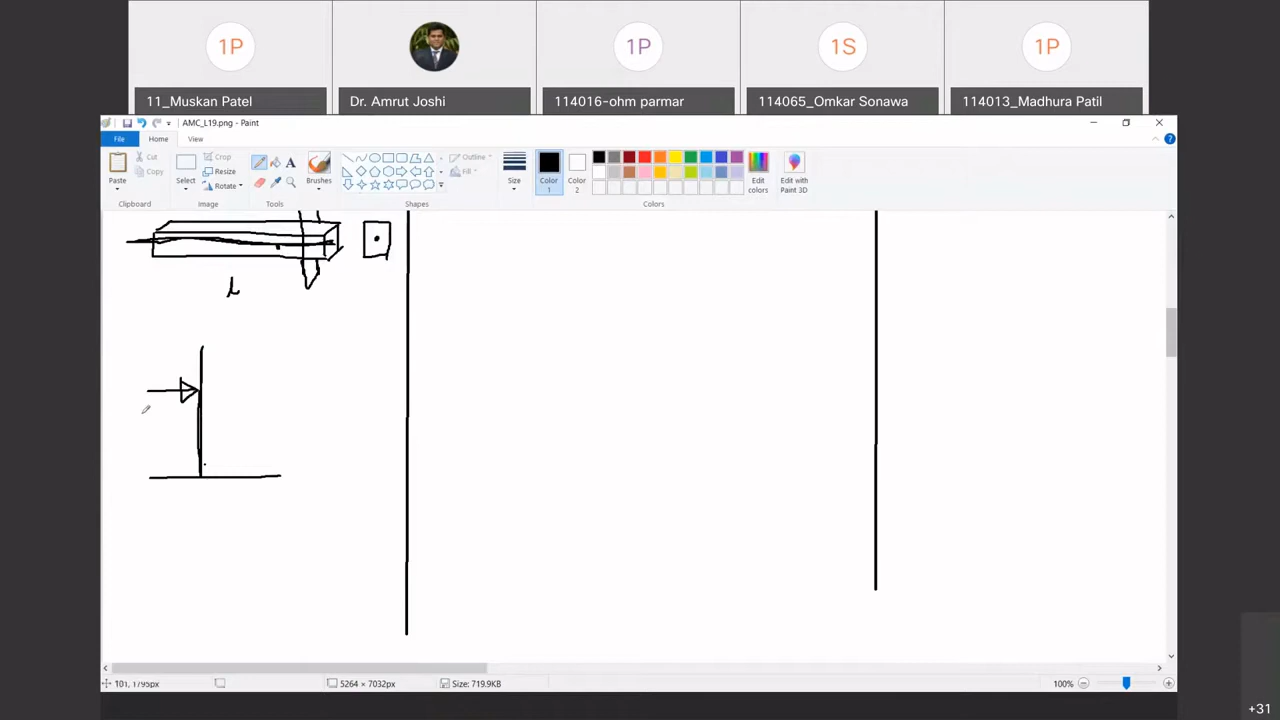 1P
1P
1S
1P
11_Muskan Patel
Dr. Amrut Joshi
114016-ohm parmar
114065_Omkar Sonawa
114013_Madhura Patil
AMC_L19.png - Paint
File
Home
View
Paste
Cut
Copy
Clipboard
Select
Crop
Resize
Rotate
Image
Tools
Brushes
Shapes
Outline
Fill
Size
Color
1
Color
2
Colors
Edit
colors
Edit with
Paint 3D
L
101, 1795px
5264 × 7032px
Size: 719.9KB
100%
+31